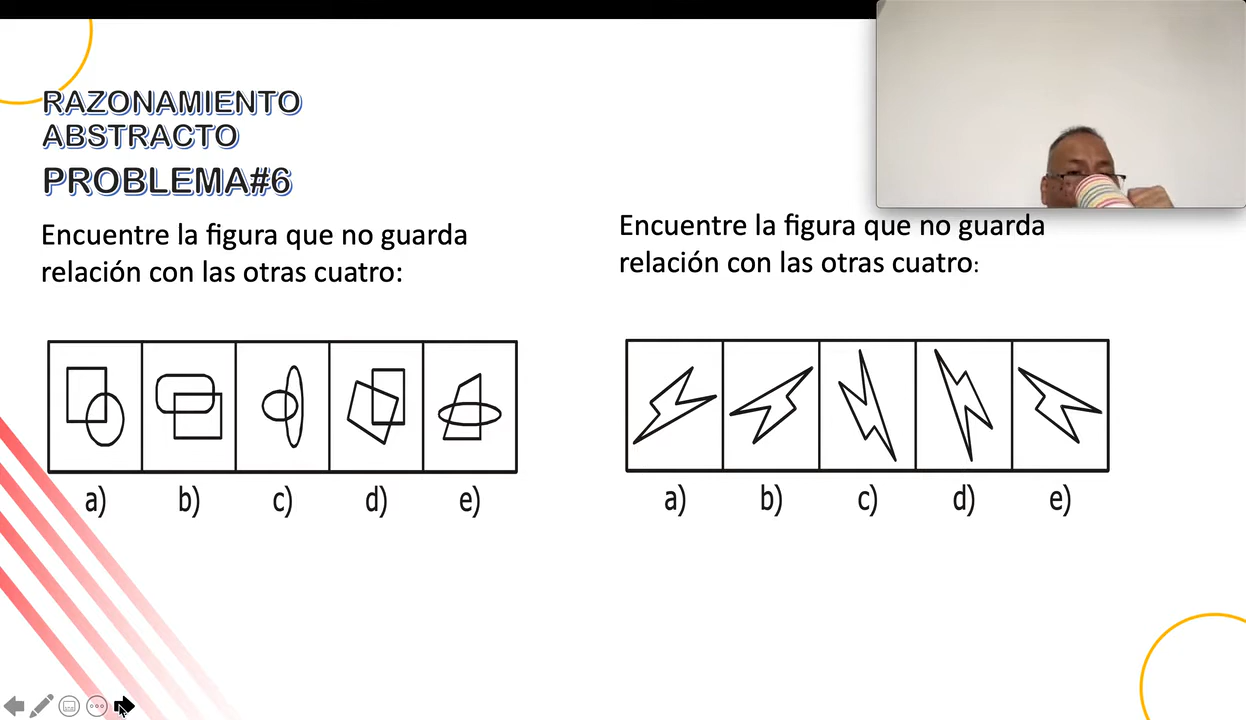 RAZONAMIENTO
ABSTRACTO
PROBLEMA#6
Encuentre la figura que no guarda
relación con las otras cuatro:
a) b) c) d) e)
Encuentre la figura que no guarda
relación con las otras cuatro:
a) b) c) d) e)